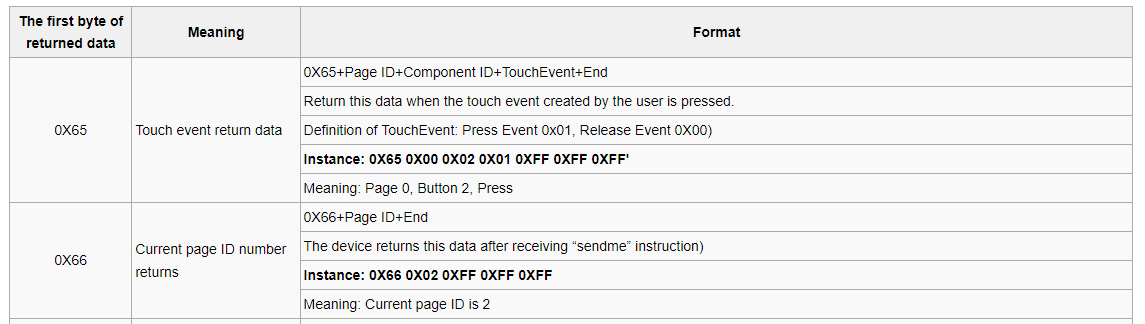 The first byte of
returned data
Meaning
Format
0X65
Touch event return data
0X65+Page ID+Component ID+TouchEvent+End
Return this data when the touch event created by the user is pressed.
Definition of TouchEvent: Press Event 0x01, Release Event 0X00)
Instance: 0X65 0X00 0X02 0X01 0XFF 0XFF 0XFF'
Meaning: Page 0, Button 2, Press
0X66
Current page ID number
returns
0X66+Page ID+End
The device returns this data after receiving “sendme” instruction)
Instance: 0X66 0X02 0XFF 0XFF 0XFF
Meaning: Current page ID is 2